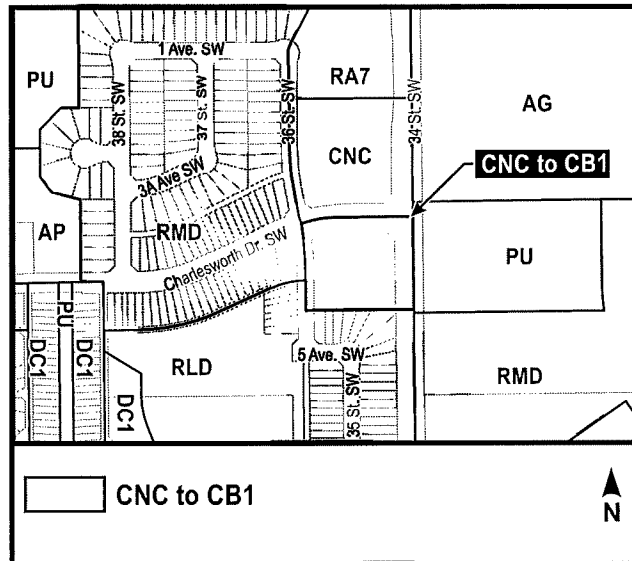 1 Ave. SW
PU
RA7
AG
38 St. SW
37 St. SW
36 St. SW
34 St. SW
CNC
CNC to CB1
3A Ave SW
RMD
AP
Charlesworth Dr. SW
PU
PU
DC1
DC1
5 Ave. SW
RLD
35 St. SW
RMD
DC1
CNC to CB1
N